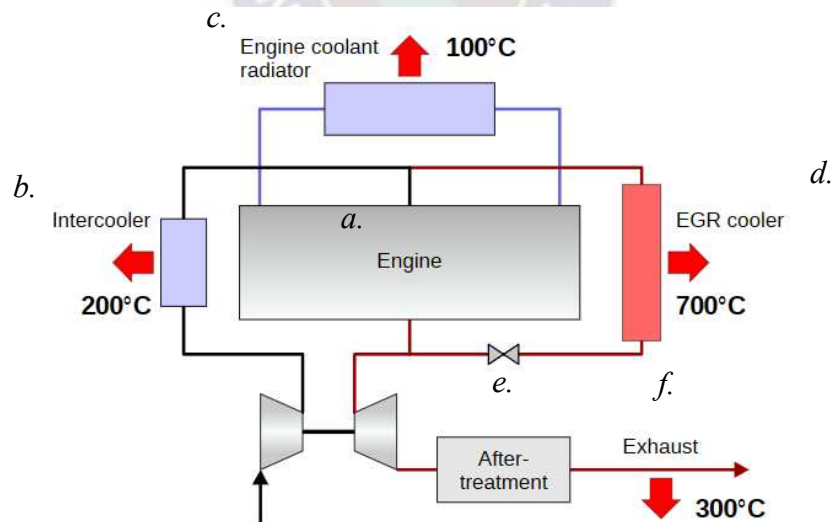 c.
Engine coolant
radiator
100°C
b.
d.
Intercooler
a.
EGR cooler
Engine
200°C
700°C
e.
f.
After-
treatment
Exhaust
300°C